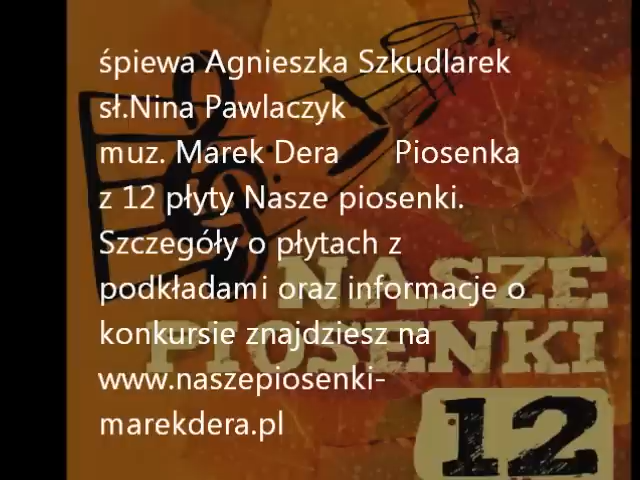 śpiewa Agnieszka Szkudlarek
sł.Nina Pawlaczyk
muz. Marek Dera Piosenka
z 12 płyty Nasze piosenki.
Szczegóły o płytach z
podkładami oraz informacje o
konkursie znajdziesz na
www.naszepiosenki-
marekdera.pl
NASZE
PIOSENKI
12